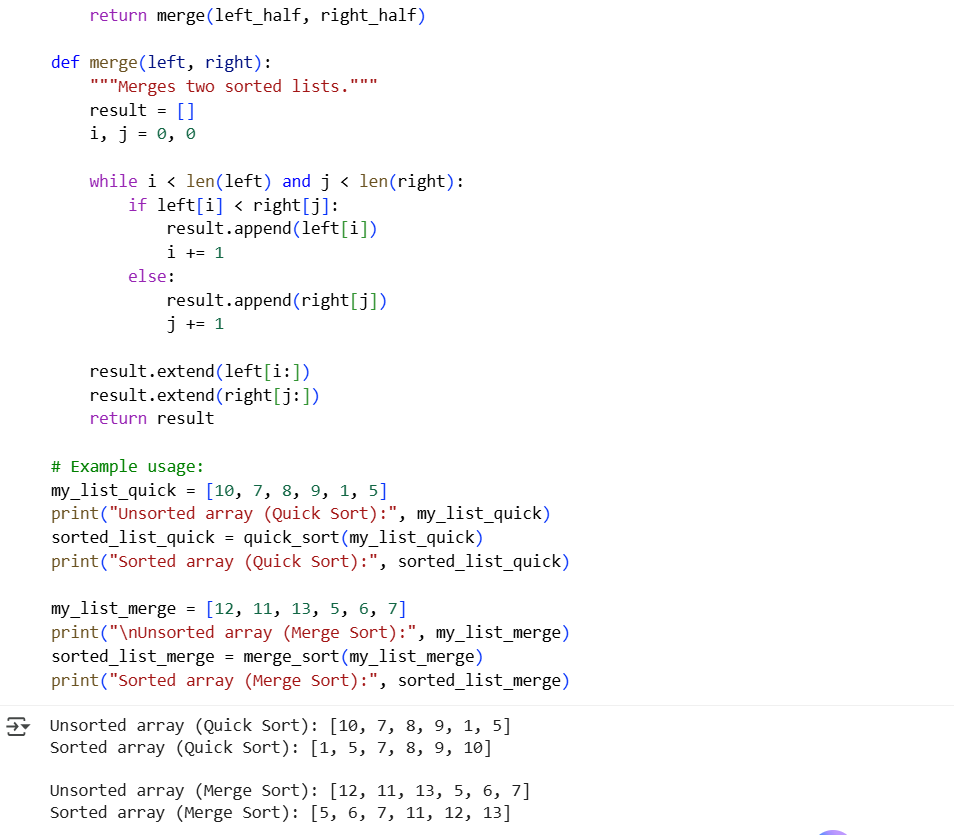 return merge(left_half, right_half)

def merge(left, right):
    """Merges two sorted lists."""
    result = []
    i, j = 0, 0

    while i < len(left) and j < len(right):
        if left[i] < right[j]:
            result.append(left[i])
            i += 1
        else:
            result.append(right[j])
            j += 1

    result.extend(left[i:])
    result.extend(right[j:])
    return result

# Example usage:
my_list_quick = [10, 7, 8, 9, 1, 5]
print("Unsorted array (Quick Sort):", my_list_quick)
sorted_list_quick = quick_sort(my_list_quick)
print("Sorted array (Quick Sort):", sorted_list_quick)

my_list_merge = [12, 11, 13, 5, 6, 7]
print("\nUnsorted array (Merge Sort):", my_list_merge)
sorted_list_merge = merge_sort(my_list_merge)
print("Sorted array (Merge Sort):", sorted_list_merge)

Unsorted array (Quick Sort): [10, 7, 8, 9, 1, 5]
Sorted array (Quick Sort): [1, 5, 7, 8, 9, 10]

Unsorted array (Merge Sort): [12, 11, 13, 5, 6, 7]
Sorted array (Merge Sort): [5, 6, 7, 11, 12, 13]